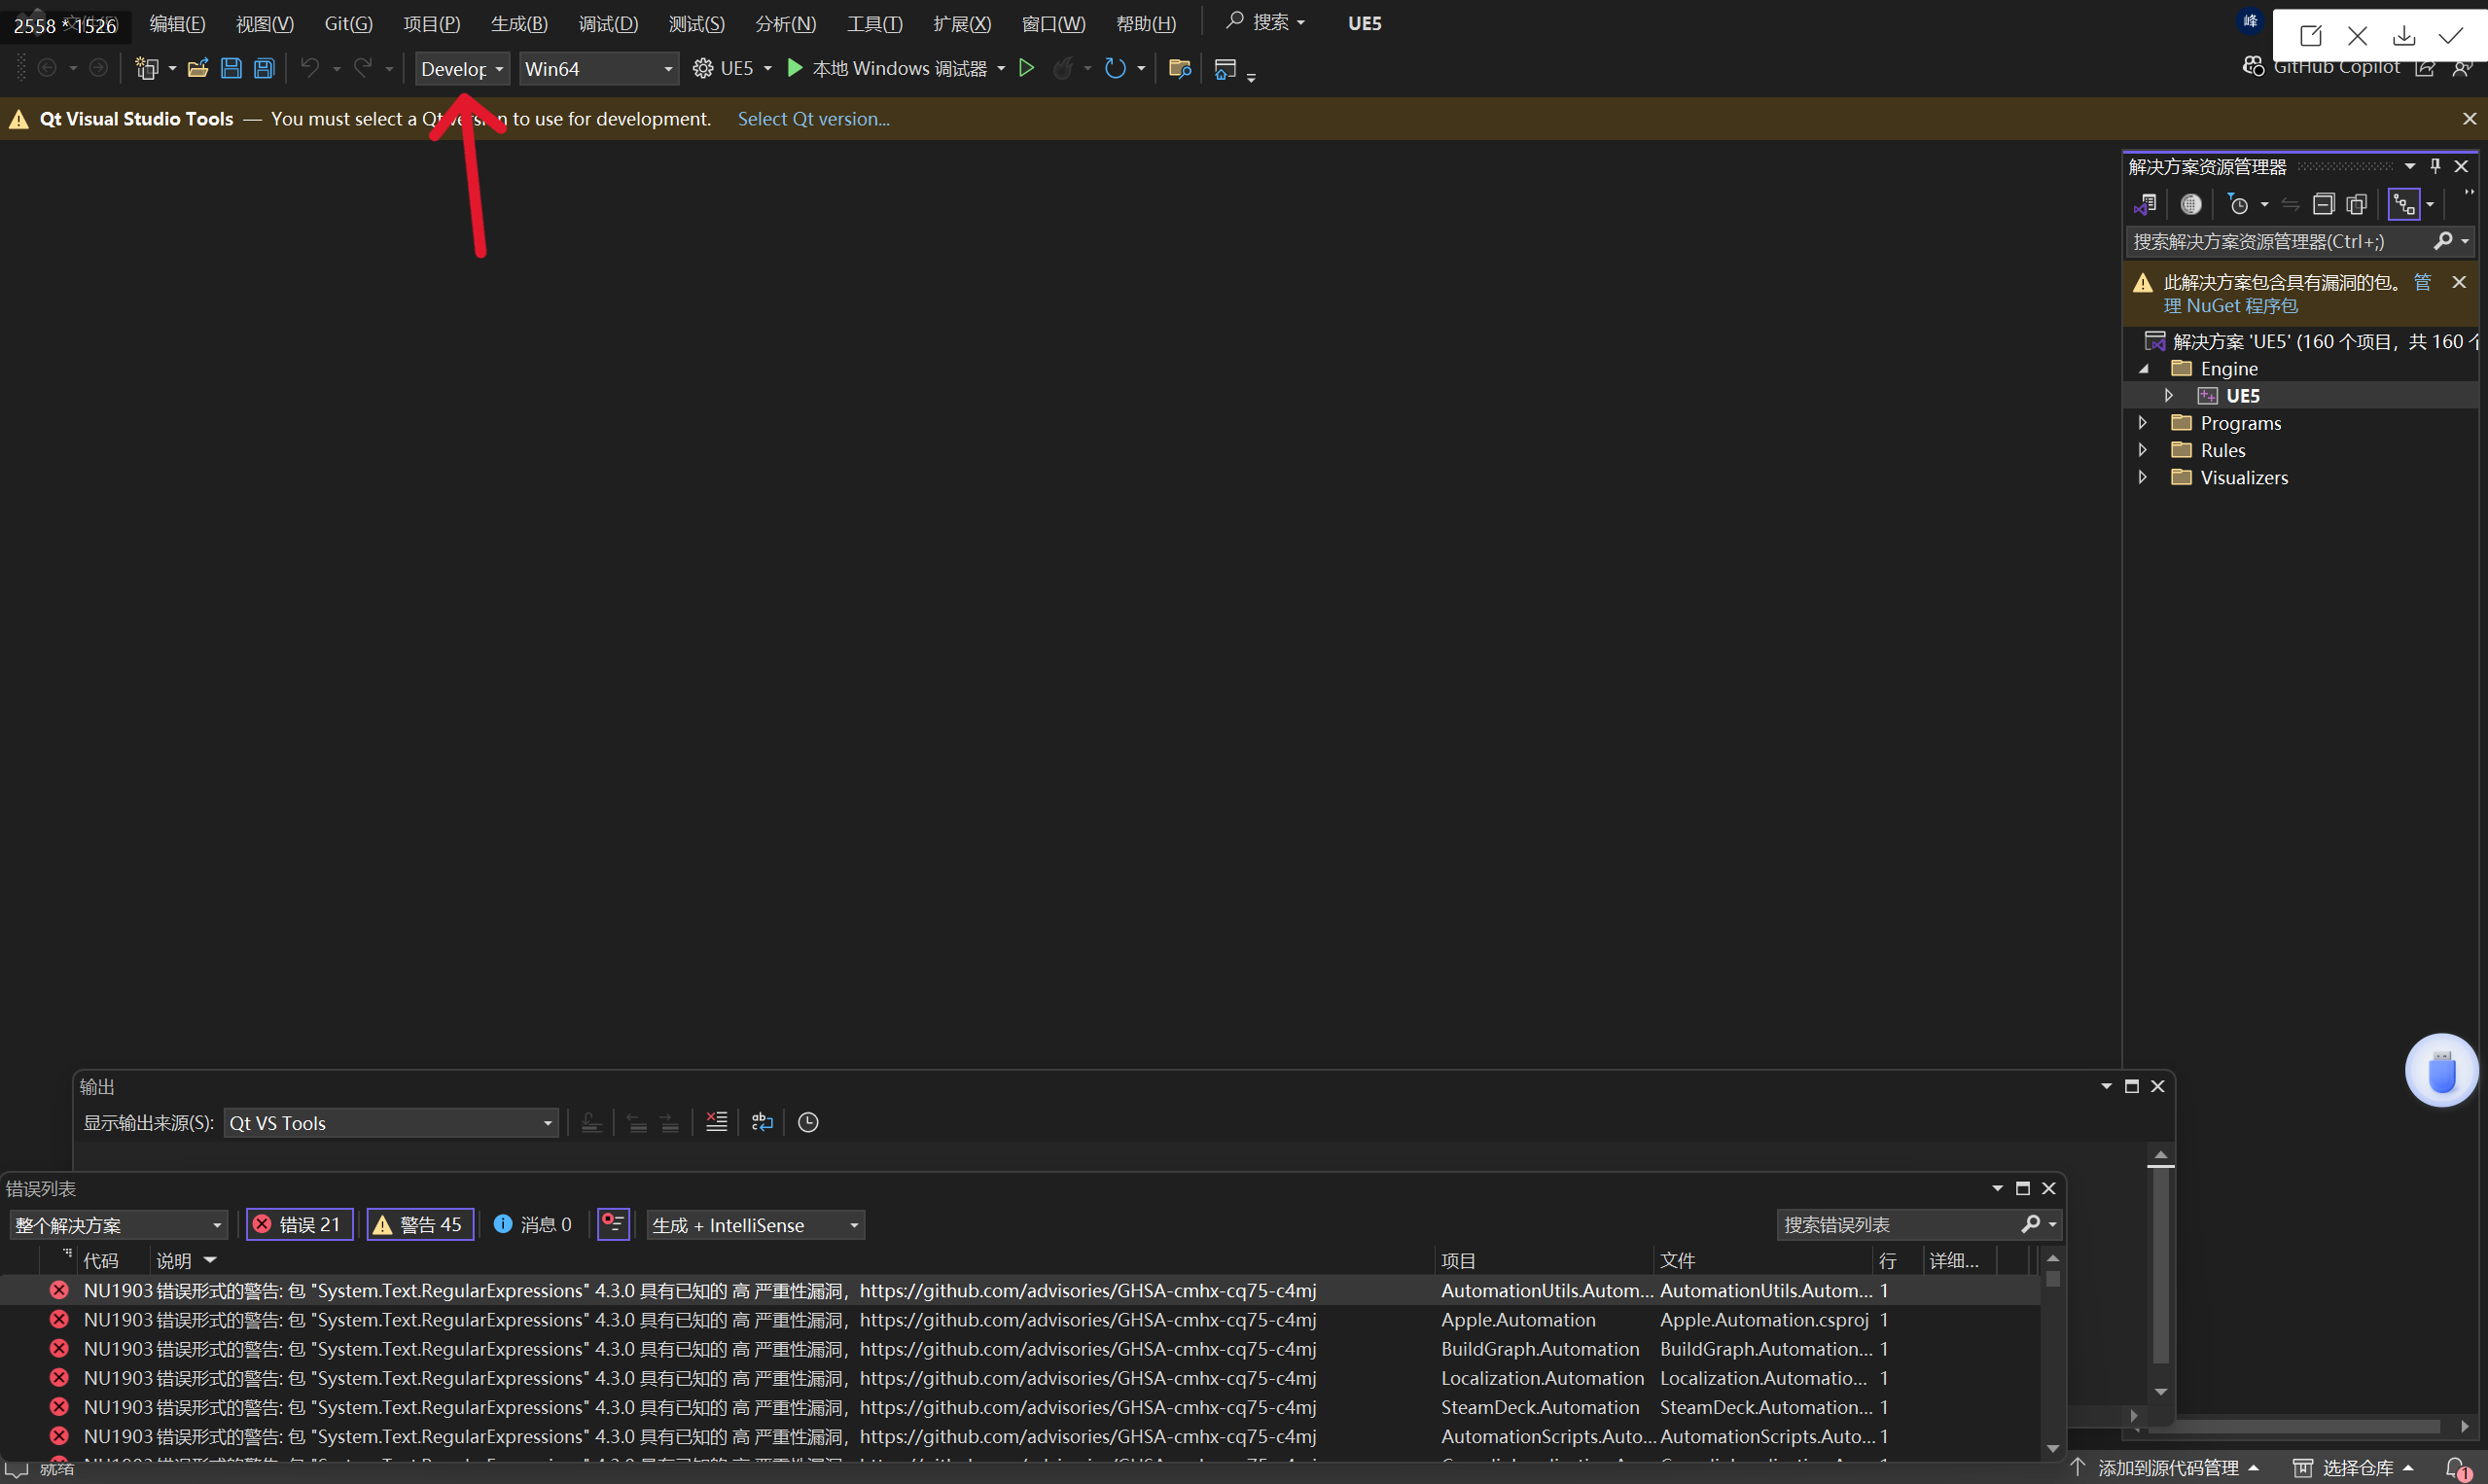 2558 * 1526
编辑(E)
视图(V)
Git(G)
项目(P)
生成(B)
调试(D)
测试(S)
分析(N)
工具(T)
扩展(X)
窗口(W)
帮助(H)
搜索
UE5
峰
Develop
Win64
UE5
本地 Windows 调试器
GitHub Copilot
Qt Visual Studio Tools — You must select a Qt version to use for development. Select Qt version...
解决方案资源管理器
搜索解决方案资源管理器(Ctrl+;)
此解决方案包含具有漏洞的包。 管
理 NuGet 程序包
解决方案 'UE5' (160 个项目，共 160 个
Engine
UE5
Programs
Rules
Visualizers
输出
显示输出来源(S): Qt VS Tools
错误列表
整个解决方案
错误 21
警告 45
消息 0
生成 + IntelliSense
搜索错误列表
代码 说明 项目 文件 行 详细...
NU1903 错误形式的警告: 包 "System.Text.RegularExpressions" 4.3.0 具有已知的 高 严重性漏洞，https://github.com/advisories/GHSA-cmhx-cq75-c4mj AutomationUtils.Autom... AutomationUtils.Autom... 1
NU1903 错误形式的警告: 包 "System.Text.RegularExpressions" 4.3.0 具有已知的 高 严重性漏洞，https://github.com/advisories/GHSA-cmhx-cq75-c4mj Apple.Automation Apple.Automation.csproj 1
NU1903 错误形式的警告: 包 "System.Text.RegularExpressions" 4.3.0 具有已知的 高 严重性漏洞，https://github.com/advisories/GHSA-cmhx-cq75-c4mj BuildGraph.Automation BuildGraph.Automation... 1
NU1903 错误形式的警告: 包 "System.Text.RegularExpressions" 4.3.0 具有已知的 高 严重性漏洞，https://github.com/advisories/GHSA-cmhx-cq75-c4mj Localization.Automation Localization.Automatio... 1
NU1903 错误形式的警告: 包 "System.Text.RegularExpressions" 4.3.0 具有已知的 高 严重性漏洞，https://github.com/advisories/GHSA-cmhx-cq75-c4mj SteamDeck.Automation SteamDeck.Automation... 1
NU1903 错误形式的警告: 包 "System.Text.RegularExpressions" 4.3.0 具有已知的 高 严重性漏洞，https://github.com/advisories/GHSA-cmhx-cq75-c4mj AutomationScripts.Auto... AutomationScripts.Auto... 1
就绪
添加到源代码管理
选择仓库
1